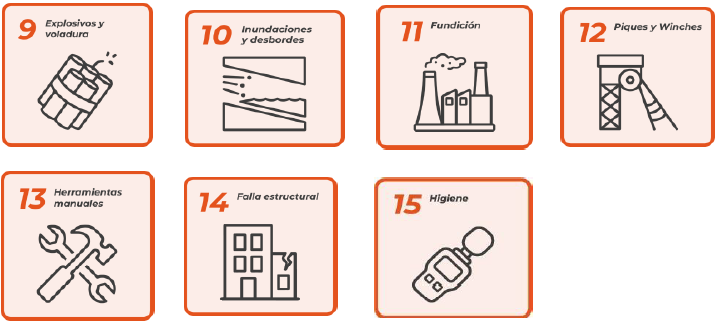 9 Explosivos y
voladura
10 Inundaciones
y desbordes
11 Fundición
12 Piques y Winches
13 Herramientas
manuales
14 Falla estructural
15 Higiene